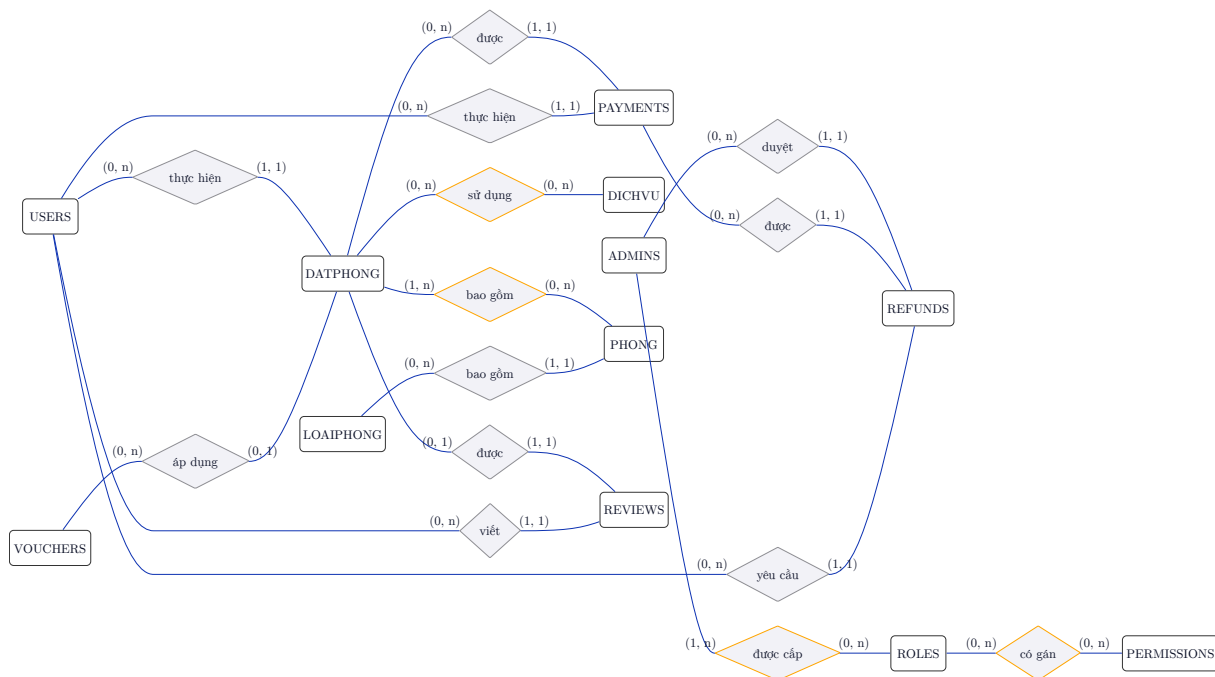 (0, n)
được
(1, 1)
PAYMENTS
(0, n)
thực hiện
(1, 1)
(0, n)
duyệt
(1, 1)
(0, n)
thực hiện
(1, 1)
USERS
(0, n)
sử dụng
(0, n)
DICHVU
(0, n)
được
(1, 1)
ADMINS
DATPHONG
(1, n)
bao gồm
(0, n)
REFUNDS
PHONG
(0, n)
bao gồm
(1, 1)
LOAIPHONG
(0, n)
áp dụng
(0, 1)
(0, 1)
được
(1, 1)
REVIEWS
(0, n)
viết
(1, 1)
VOUCHERS
(0, n)
yêu cầu
(1, 1)
(1, n)
được cấp
(0, n)
ROLES
(0, n)
có gán
(0, n)
PERMISSIONS